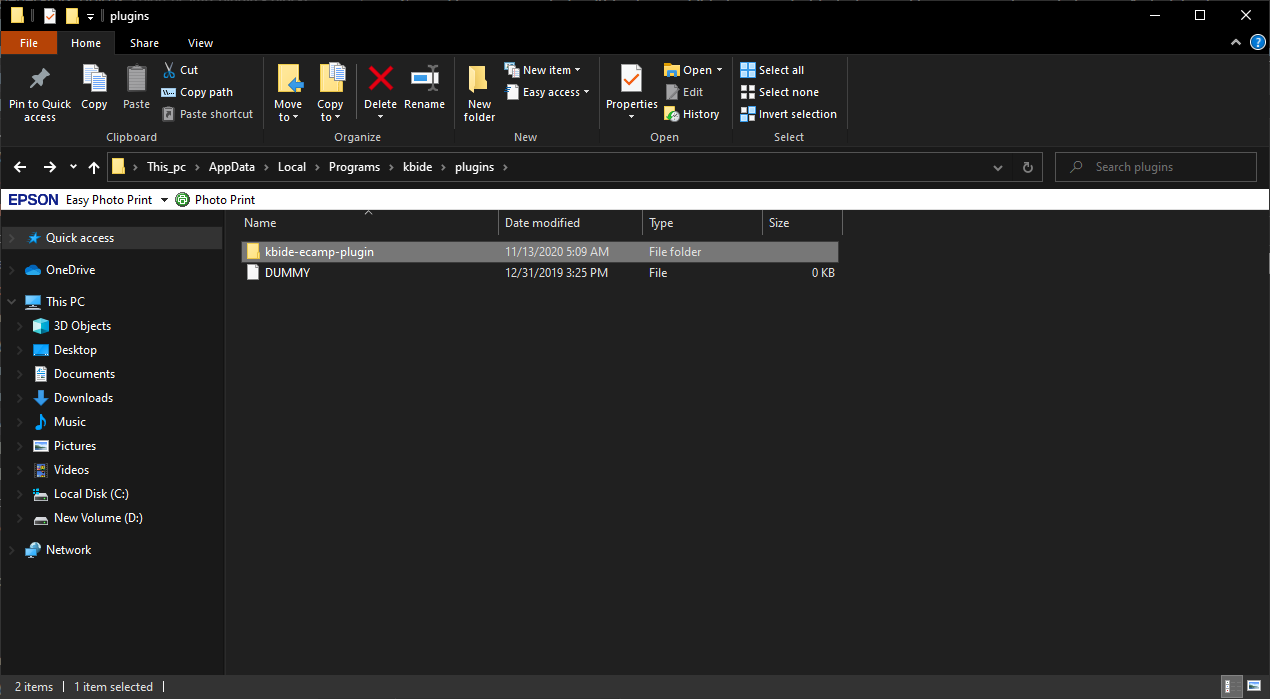 plugins
File Home Share View
Pin to Quick access
Copy
Paste
Cut
Copy path
Paste shortcut
Clipboard
Move to
Copy to
Delete
Rename
Organize
New folder
New item
Easy access
New
Properties
Open
Edit
History
Open
Select all
Select none
Invert selection
Select
This_pc > AppData > Local > Programs > kbide > plugins >
Search plugins
EPSON Easy Photo Print Photo Print
Name Date modified Type Size
kbide-ecamp-plugin 11/13/2020 5:09 AM File folder
DUMMY 12/31/2019 3:25 PM File 0 KB
Quick access
OneDrive
This PC
3D Objects
Desktop
Documents
Downloads
Music
Pictures
Videos
Local Disk (C:)
New Volume (D:)
Network
2 items 1 item selected